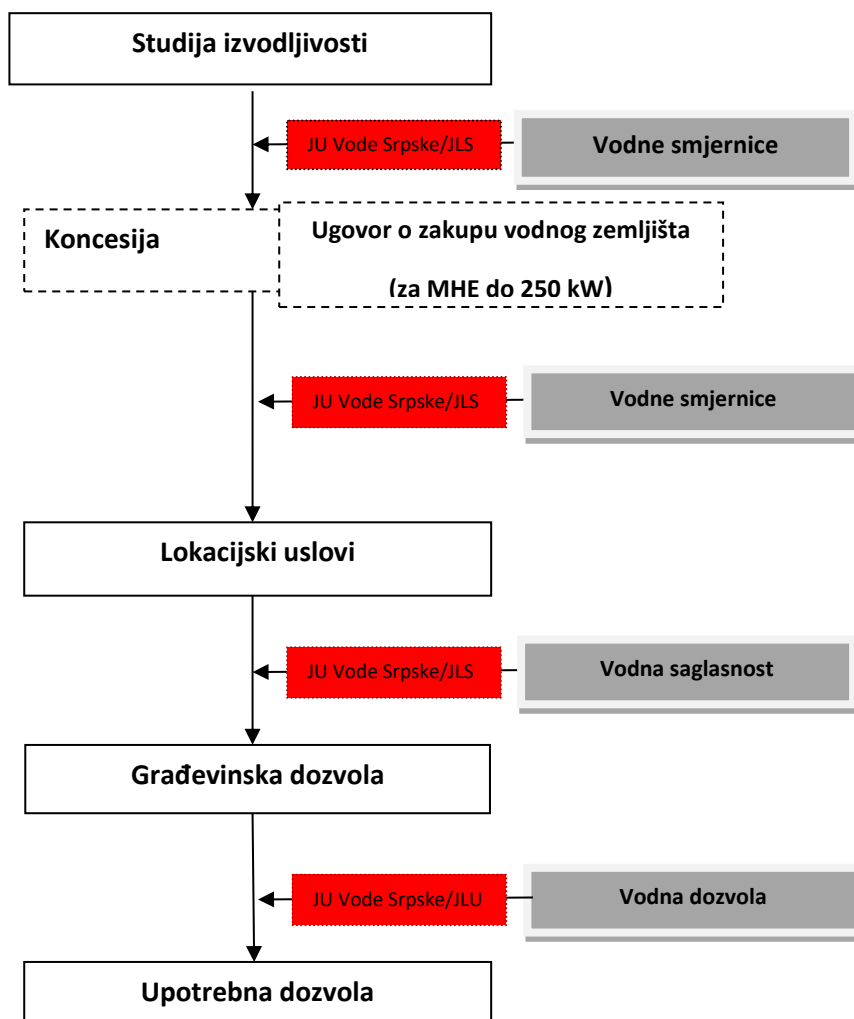 Studija izvodljivosti
JU Vode Srpske/JLS
Vodne smjernice
Koncesija
Ugovor o zakupu vodnog zemljišta
(za MHE do 250 kW)
JU Vode Srpske/JLS
Vodne smjernice
Lokacijski uslovi
JU Vode Srpske/JLS
Vodna saglasnost
Građevinska dozvola
JU Vode Srpske/JLU
Vodna dozvola
Upotrebna dozvola